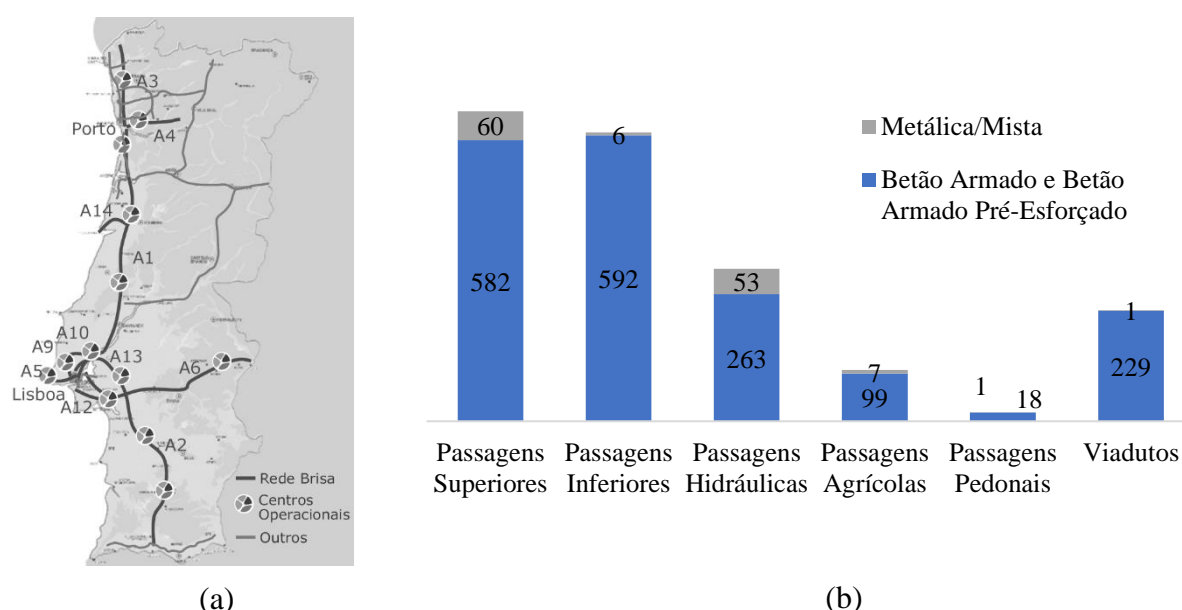 A3
Porto
A4
A14
A1
A10
A9
A13
A5
A6
Lisboa
A12
A2
Rede Brisa
Centros
Operacionais
Outros
(a)
60
6
Metálica/Mista
Betão Armado e Betão
Armado Pré-Esforçado
582
592
53
263
7
99
1
18
1
229
Passagens
Superiores
Passagens
Inferiores
Passagens
Hidráulicas
Passagens
Agrícolas
Passagens
Pedonais
Viadutos
(b)